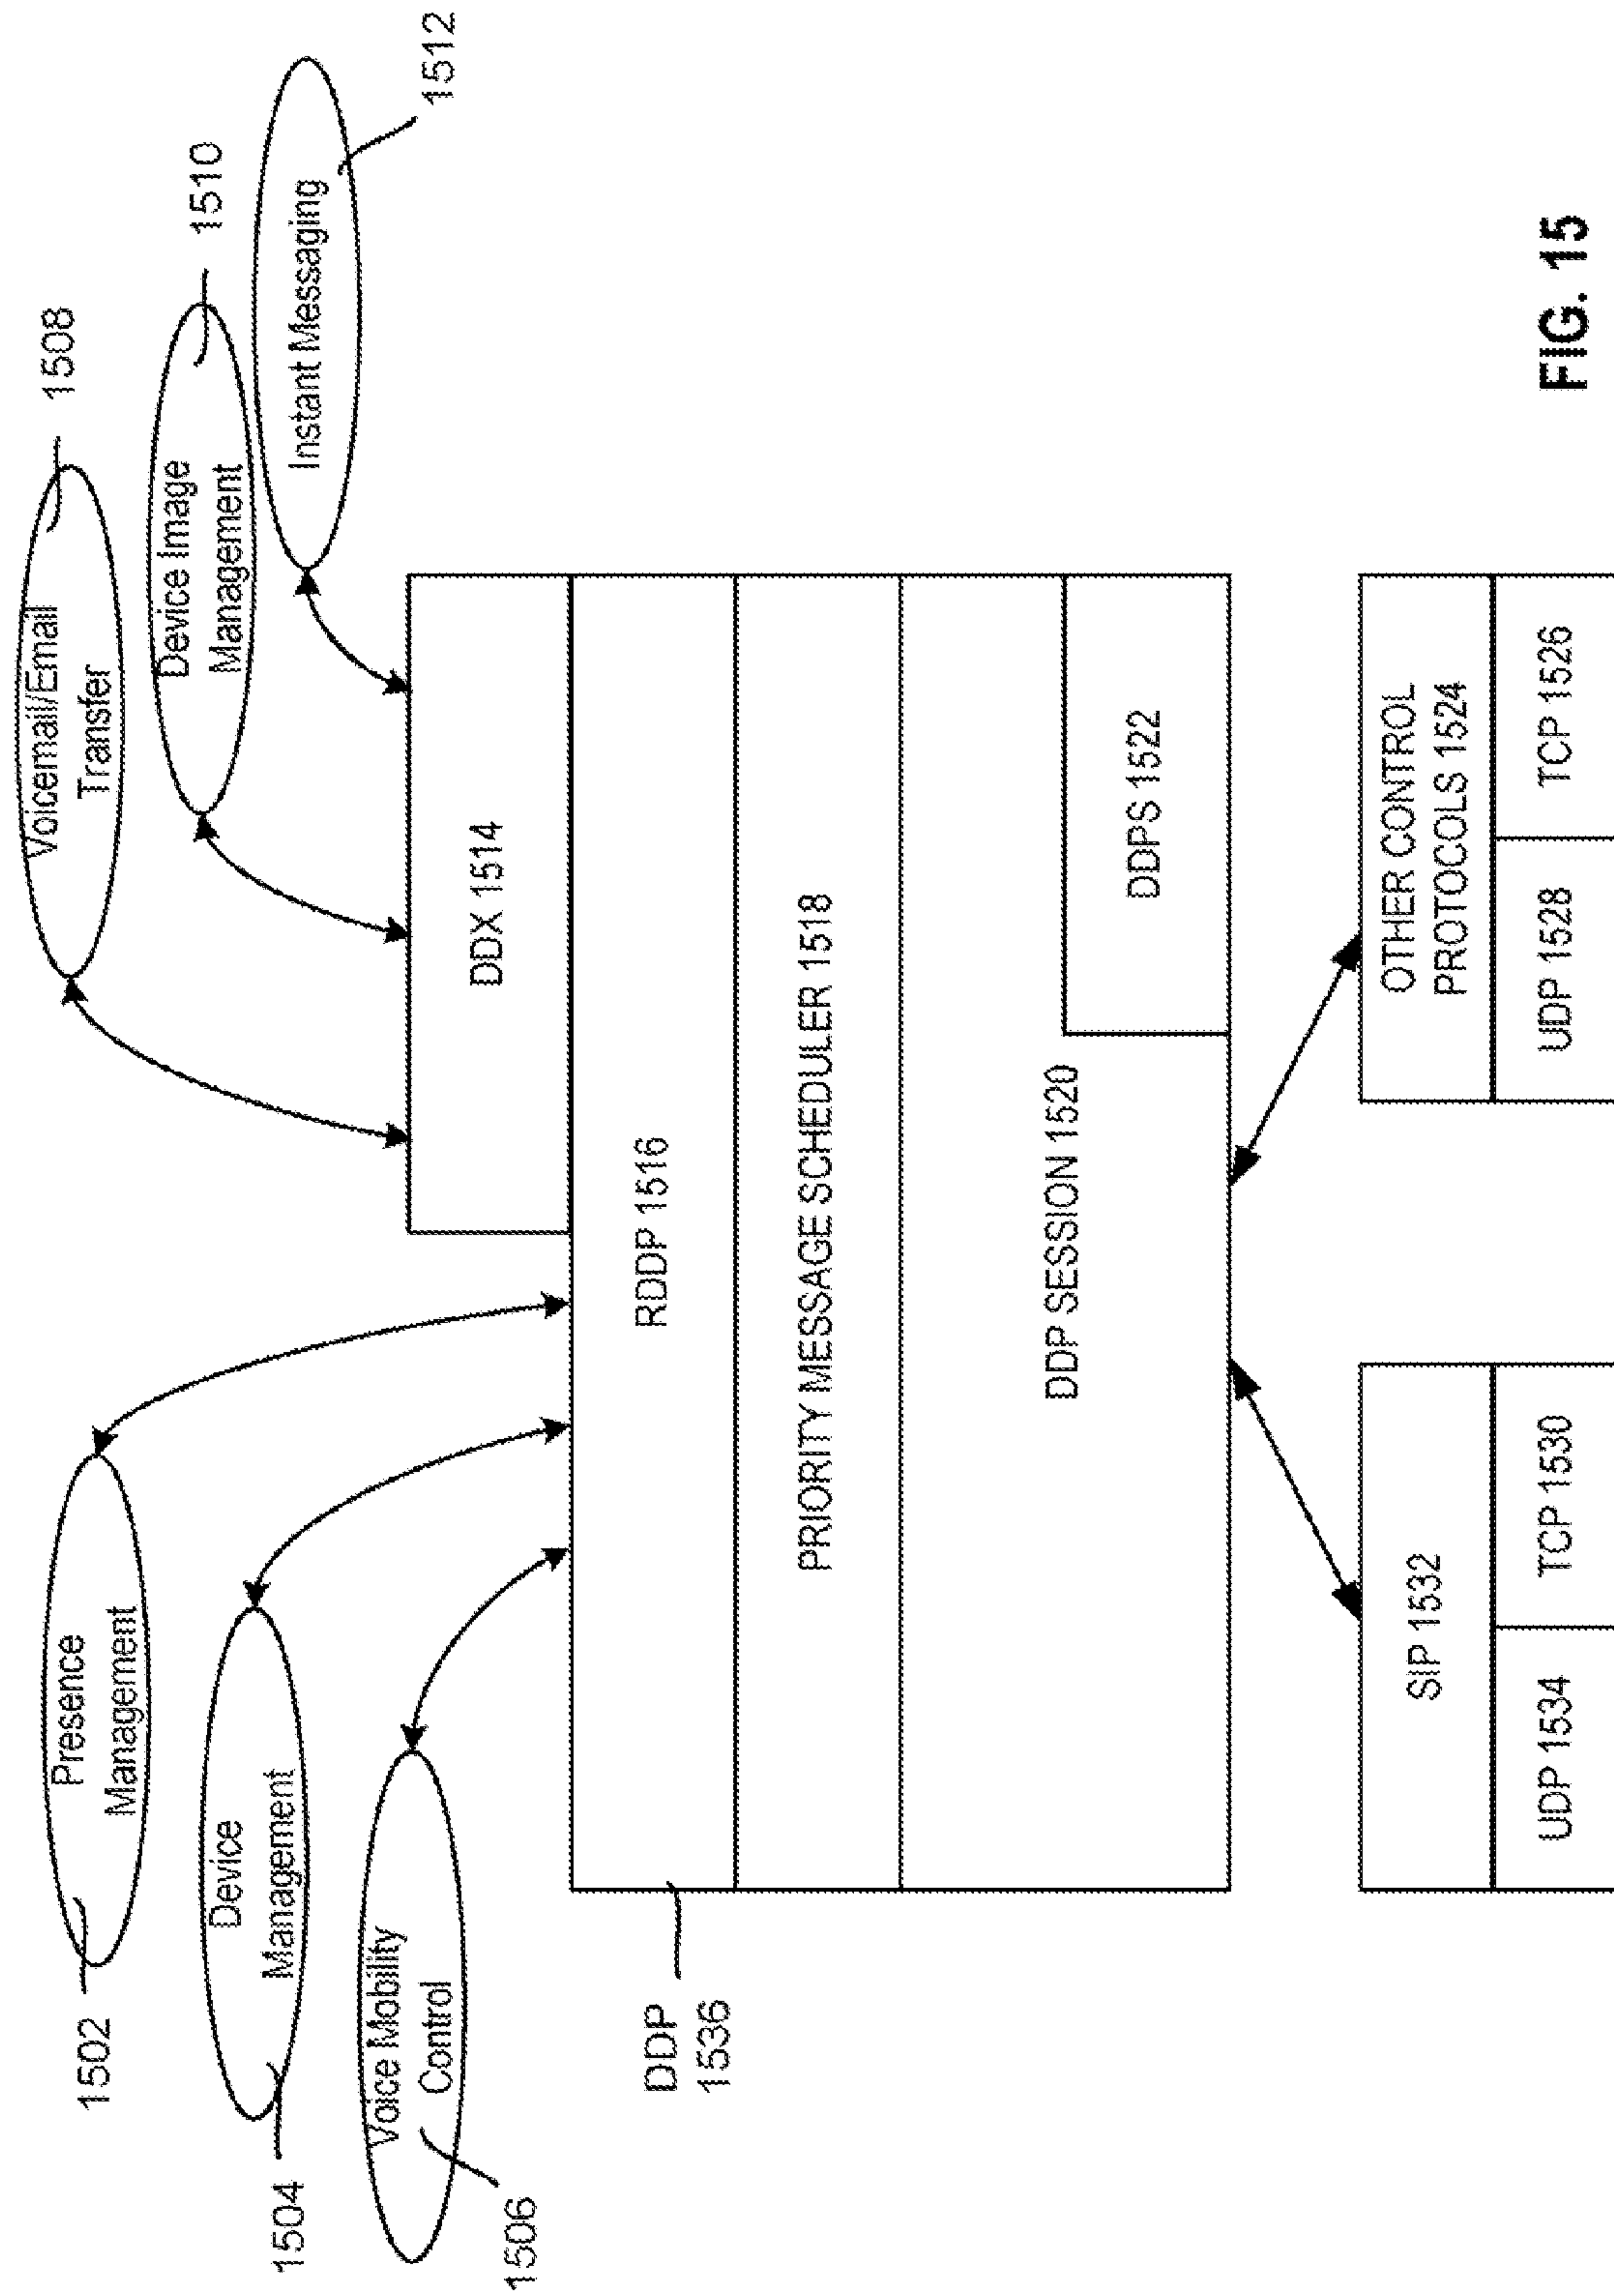 1502
Presence
Management
1504
Device
Management
1506
Voice Mobility
Control
1508
Voicemail/Email
Transfer
1510
Device Image
Management
1512
Instant Messaging
DDX 1514
DDP
1536
RDDP 1516
PRIORITY MESSAGE SCHEDULER 1518
DDP SESSION 1520
DDPS 1522
SIP 1532
UDP 1534
TCP 1530
OTHER CONTROL
PROTOCOLS 1524
UDP 1528
TCP 1526
FIG. 15